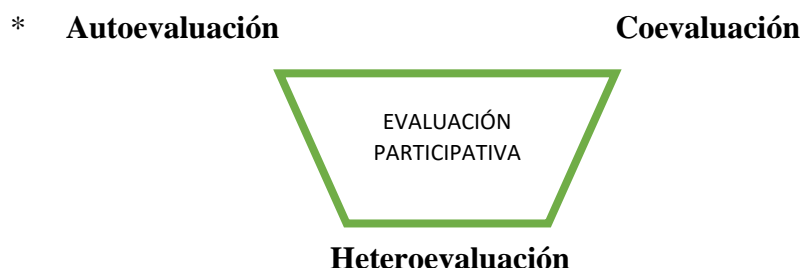 * Autoevaluación Coevaluación
EVALUACIÓN
PARTICIPATIVA
Heteroevaluación